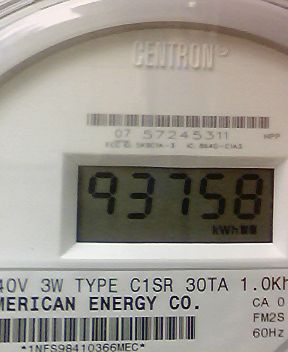 CENTRON®
07 57245311 MPP
93758
kWh
40V 3W TYPE C1SR 30TA 1.0Kh
MERICAN ENERGY CO.
CA 0
FM2S
60Hz
*1NFS98410366MEC*